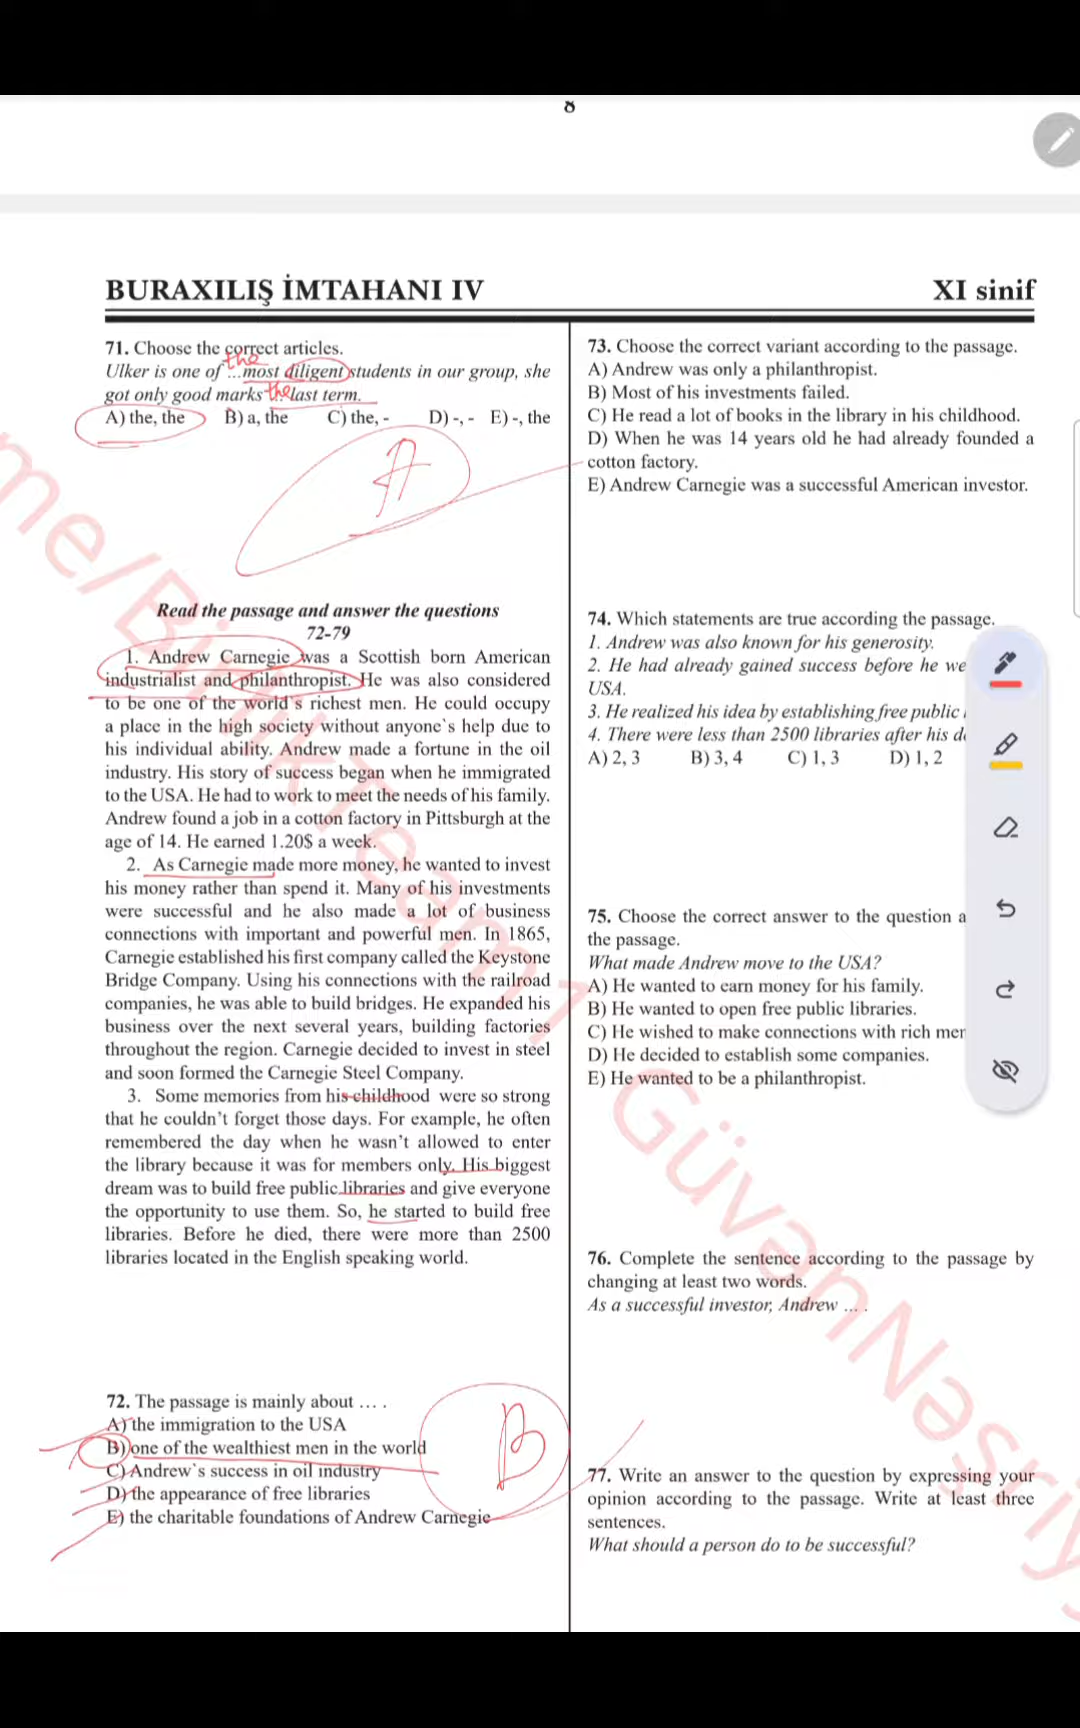 8
BURAXILIŞ İMTAHANI IV
XI sinif
71. Choose the correct articles.
the
Ulker is one of ...most diligent students in our group, she
got only good marks ... last term.
the
A) the, the B) a, the C) the, - D) -, - E) -, the
A
Read the passage and answer the questions
72-79
1. Andrew Carnegie was a Scottish born American
industrialist and philanthropist. He was also considered
to be one of the world`s richest men. He could occupy
a place in the high society without anyone`s help due to
his individual ability. Andrew made a fortune in the oil
industry. His story of success began when he immigrated
to the USA. He had to work to meet the needs of his family.
Andrew found a job in a cotton factory in Pittsburgh at the
age of 14. He earned 1.20$ a week.
2. As Carnegie made more money, he wanted to invest
his money rather than spend it. Many of his investments
were successful and he also made a lot of business
connections with important and powerful men. In 1865,
Carnegie established his first company called the Keystone
Bridge Company. Using his connections with the railroad
companies, he was able to build bridges. He expanded his
business over the next several years, building factories
throughout the region. Carnegie decided to invest in steel
and soon formed the Carnegie Steel Company.
3. Some memories from his childhood were so strong
that he couldn't forget those days. For example, he often
remembered the day when he wasn't allowed to enter
the library because it was for members only. His biggest
dream was to build free public libraries and give everyone
the opportunity to use them. So, he started to build free
libraries. Before he died, there were more than 2500
libraries located in the English speaking world.
72. The passage is mainly about ... .
A) the immigration to the USA
B) one of the wealthiest men in the world
C) Andrew`s success in oil industry
D) the appearance of free libraries
E) the charitable foundations of Andrew Carnegie
B
73. Choose the correct variant according to the passage.
A) Andrew was only a philanthropist.
B) Most of his investments failed.
C) He read a lot of books in the library in his childhood.
D) When he was 14 years old he had already founded a
cotton factory.
E) Andrew Carnegie was a successful American investor.
74. Which statements are true according the passage.
1. Andrew was also known for his generosity.
2. He had already gained success before he we
USA.
3. He realized his idea by establishing free public
4. There were less than 2500 libraries after his d
A) 2, 3 B) 3, 4 C) 1, 3 D) 1, 2
75. Choose the correct answer to the question a
the passage.
What made Andrew move to the USA?
A) He wanted to earn money for his family.
B) He wanted to open free public libraries.
C) He wished to make connections with rich mer
D) He decided to establish some companies.
E) He wanted to be a philanthropist.
76. Complete the sentence according to the passage by
changing at least two words.
As a successful investor, Andrew ... .
77. Write an answer to the question by expressing your
opinion according to the passage. Write at least three
sentences.
What should a person do to be successful?
me/BirlikTeam1
GüvənNəşriy